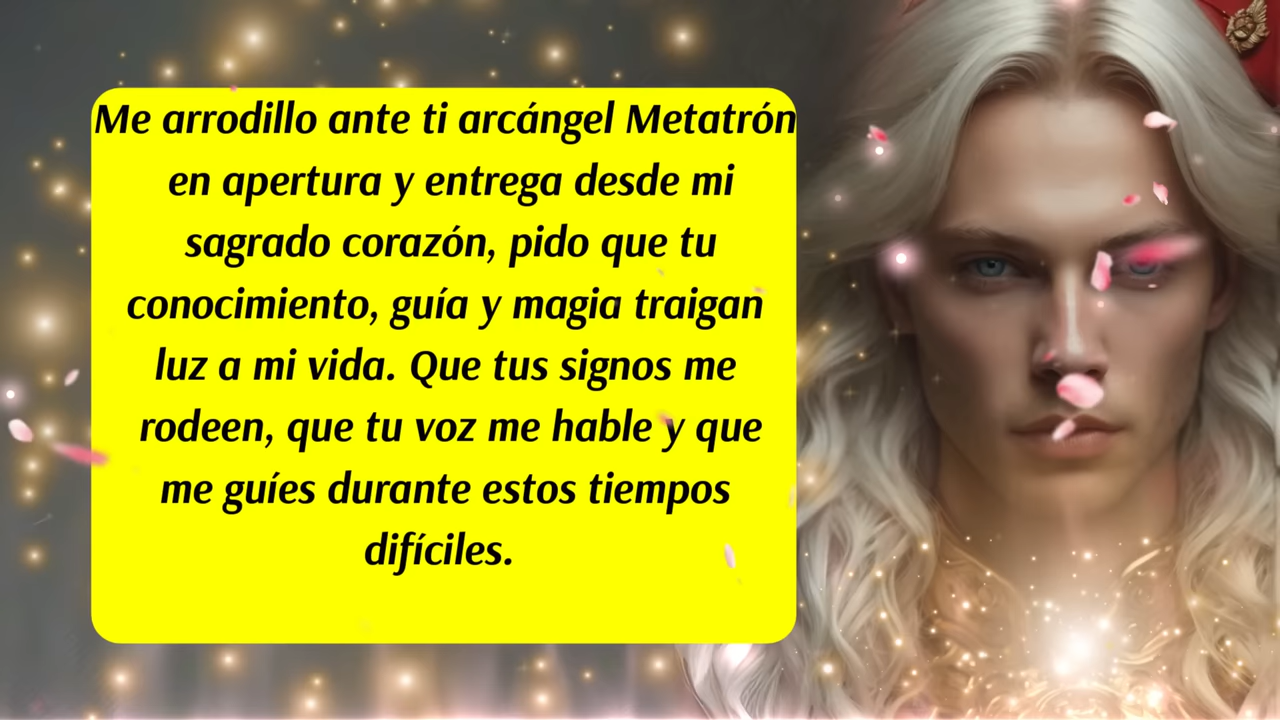 Me arrodillo ante ti arcángel Metatrón
en apertura y entrega desde mi
sagrado corazón, pido que tu
conocimiento, guía y magia traigan
luz a mi vida. Que tus signos me
rodeen, que tu voz me hable y que
me guíes durante estos tiempos
difíciles.